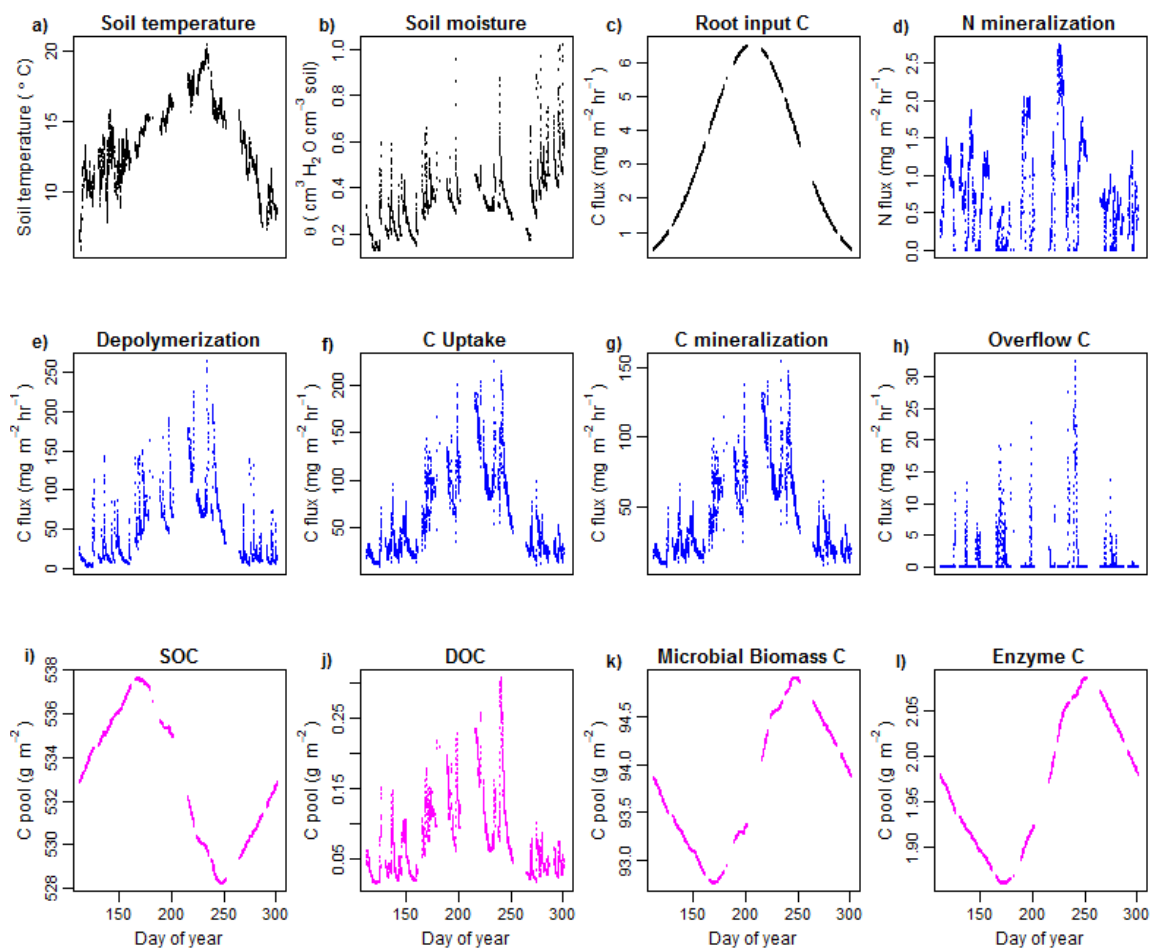 a) Soil temperature
Soil temperature ( ° C)
10 15 20
b) Soil moisture
θ ( cm³ H₂ O cm⁻³ soil)
0.2 0.4 0.6 0.8 1.0
c) Root input C
C flux (mg m⁻² hr⁻¹)
1 2 3 4 5 6
d) N mineralization
N flux (mg m⁻² hr⁻¹)
0.0 0.5 1.0 1.5 2.0 2.5
e) Depolymerization
C flux (mg m⁻² hr⁻¹)
0 50 100 150 200 250
f) C Uptake
C flux (mg m⁻² hr⁻¹)
50 100 150 200
g) C mineralization
C flux (mg m⁻² hr⁻¹)
50 100 150
h) Overflow C
C flux (mg m⁻² hr⁻¹)
0 5 10 15 20 25 30
i) SOC
C pool (g m⁻²)
528 530 532 534 536 538
150 200 250 300
Day of year
j) DOC
C pool (g m⁻²)
0.05 0.15 0.25
150 200 250 300
Day of year
k) Microbial Biomass C
C pool (g m⁻²)
93.0 93.5 94.0 94.5
150 200 250 300
Day of year
l) Enzyme C
C pool (g m⁻²)
1.90 1.95 2.00 2.05
150 200 250 300
Day of year